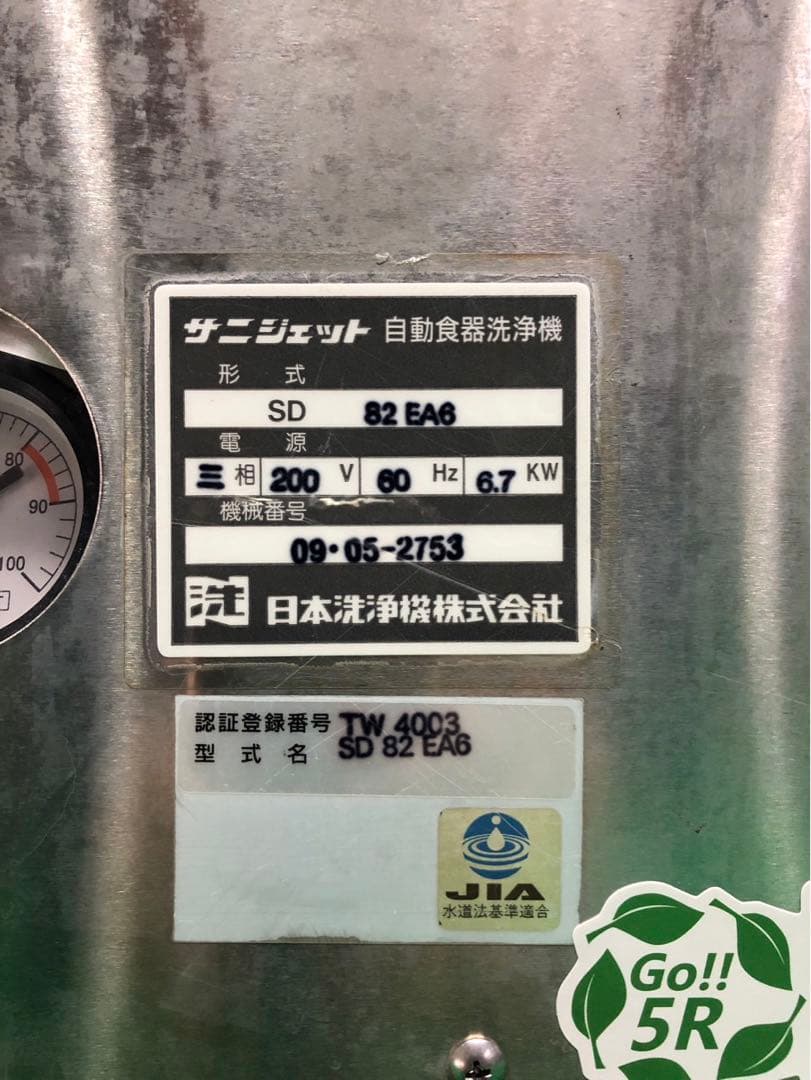 サニジェット 自動食器洗浄機
形 式
SD 82 EA6
電 源
三相 200 V 60 Hz 6.7 KW
機械番号
09・05-2753
洗 日本洗浄機株式会社
80
90
100
認証登録番号 TW 4003
型 式 名 SD 82 EA6
JIA
水道法基準適合
Go!!
5R